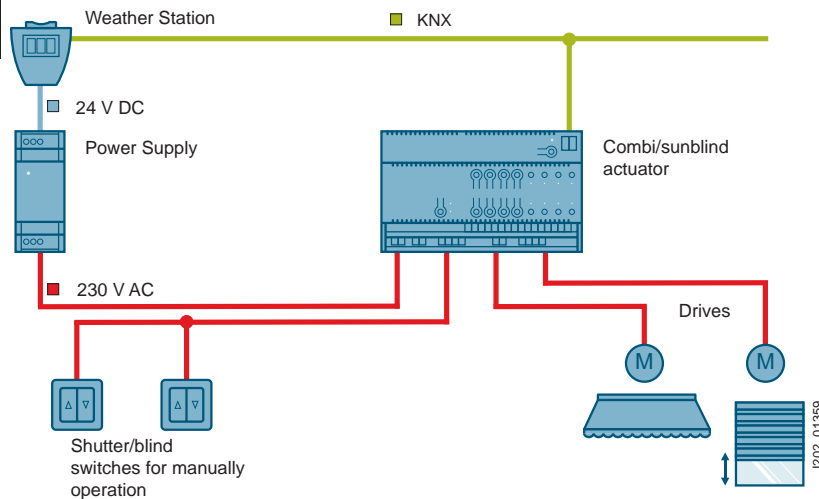 Weather Station
KNX
24 V DC
Power Supply
Combi/sunblind
actuator
230 V AC
Drives
M
M
Shutter/blind
switches for manually
operation
I202_01359